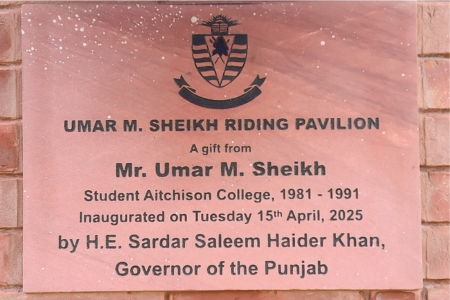 UMAR M. SHEIKH RIDING PAVILION
A gift from
Mr. Umar M. Sheikh
Student Aitchison College, 1981 - 1991
Inaugurated on Tuesday 15th April, 2025
by H.E. Sardar Saleem Haider Khan,
Governor of the Punjab